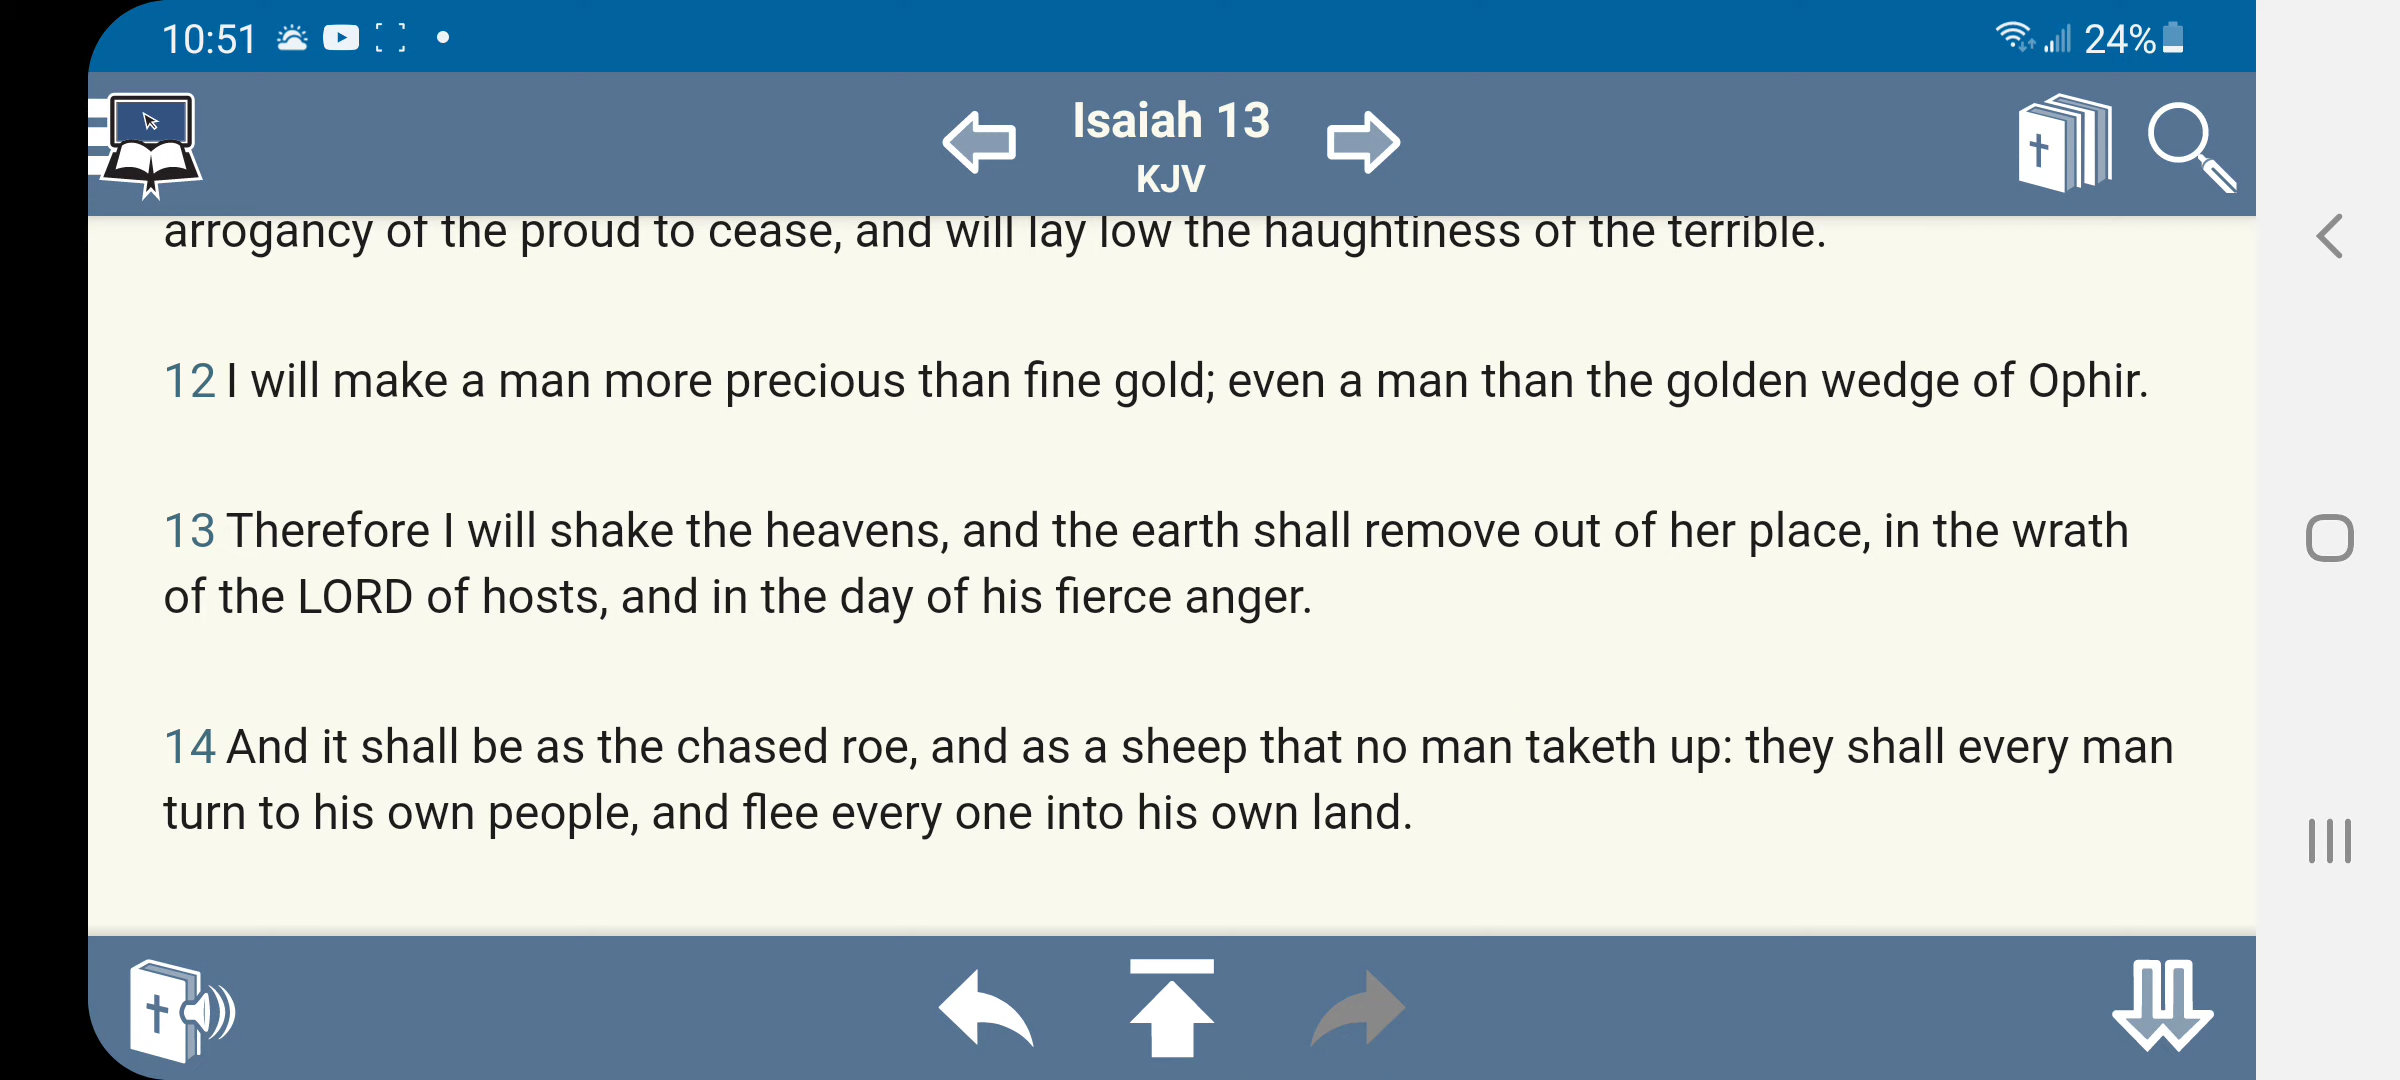 10:51
24%
Isaiah 13
KJV
arrogancy of the proud to cease, and will lay low the haughtiness of the terrible.
12 I will make a man more precious than fine gold; even a man than the golden wedge of Ophir.
13 Therefore I will shake the heavens, and the earth shall remove out of her place, in the wrath
of the LORD of hosts, and in the day of his fierce anger.
14 And it shall be as the chased roe, and as a sheep that no man taketh up: they shall every man
turn to his own people, and flee every one into his own land.